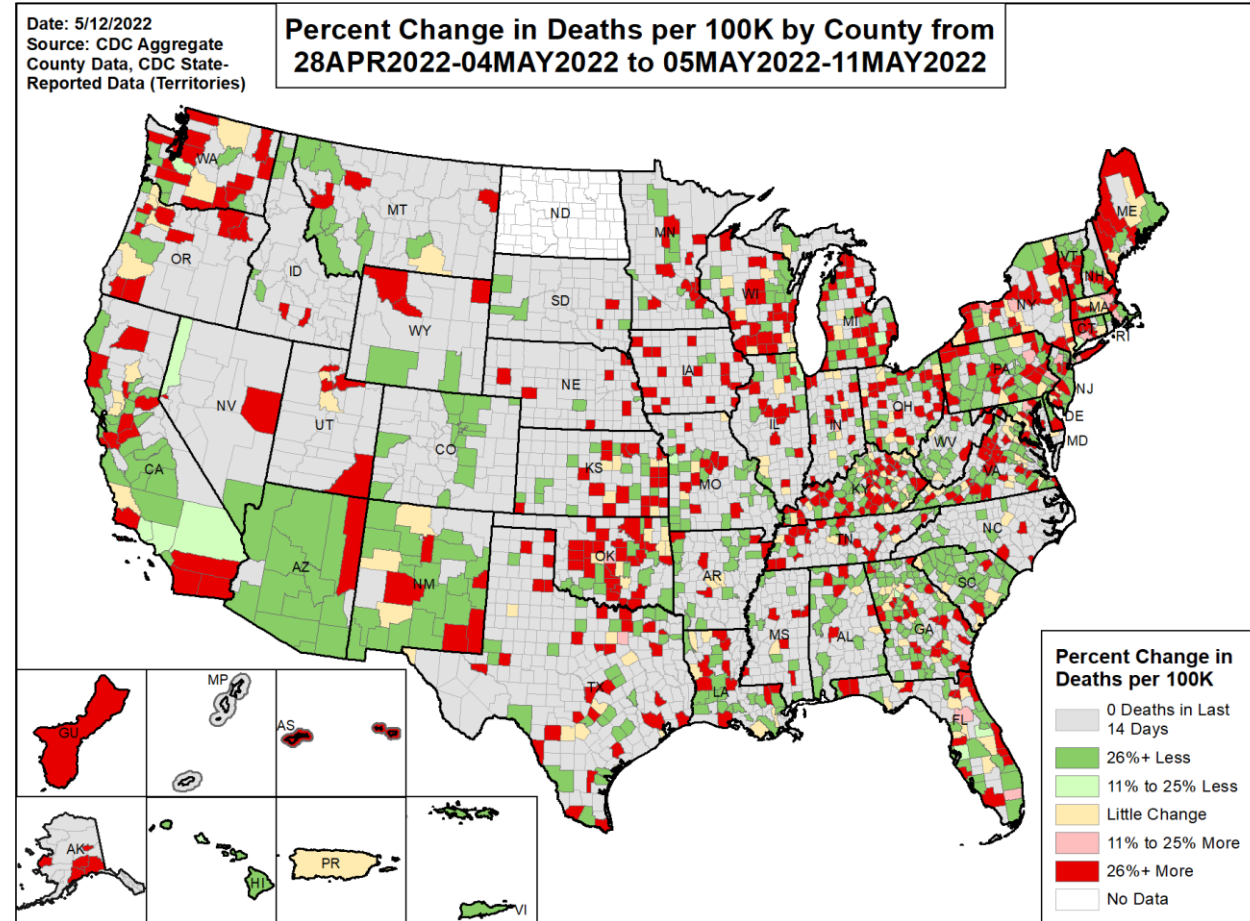 Date: 5/12/2022
Source: CDC Aggregate
County Data, CDC State-
Reported Data (Territories)
Percent Change in Deaths per 100K by County from
28APR2022-04MAY2022 to 05MAY2022-11MAY2022
WA
MT
ND
MN
ME
OR
ID
SD
WI
MI
VT
NH
NY
MA
CT
RI
WY
IA
NE
PA
NJ
NV
UT
CO
IL
IN
OH
DE
MD
WV
VA
CA
KS
MO
KY
NC
TN
AZ
NM
OK
AR
SC
MS
AL
GA
TX
LA
FL
MP
GU
AS
AK
HI
PR
VI
Percent Change in
Deaths per 100K
0 Deaths in Last
14 Days
26%+ Less
11% to 25% Less
Little Change
11% to 25% More
26%+ More
No Data